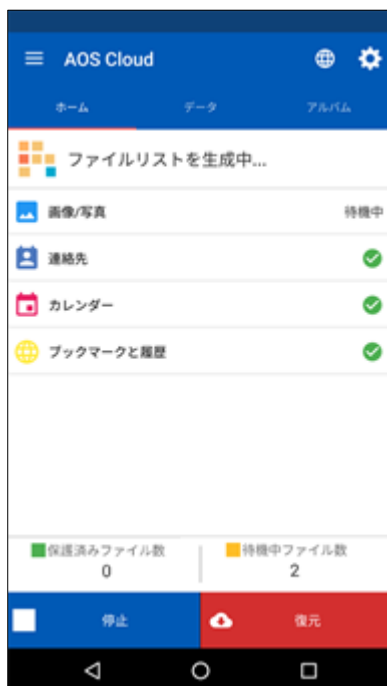 AOS Cloud
ホーム データ アルバム
ファイルリストを生成中...
画像/写真 待機中
連絡先
カレンダー
ブックマークと履歴
保護済みファイル数 待機中ファイル数
0 2
停止 復元